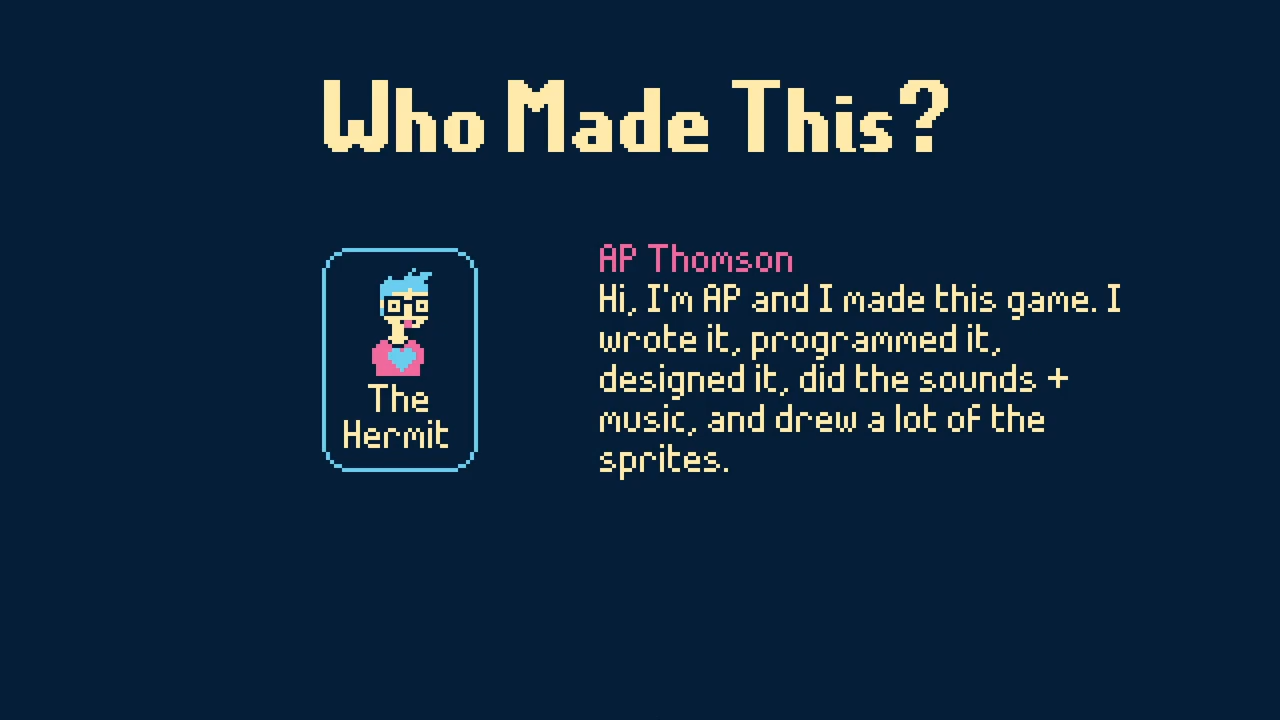 Who Made This?
The
Hermit
AP Thomson
Hi, I'm AP and I made this game. I
wrote it, programmed it,
designed it, did the sounds +
music, and drew a lot of the
sprites.